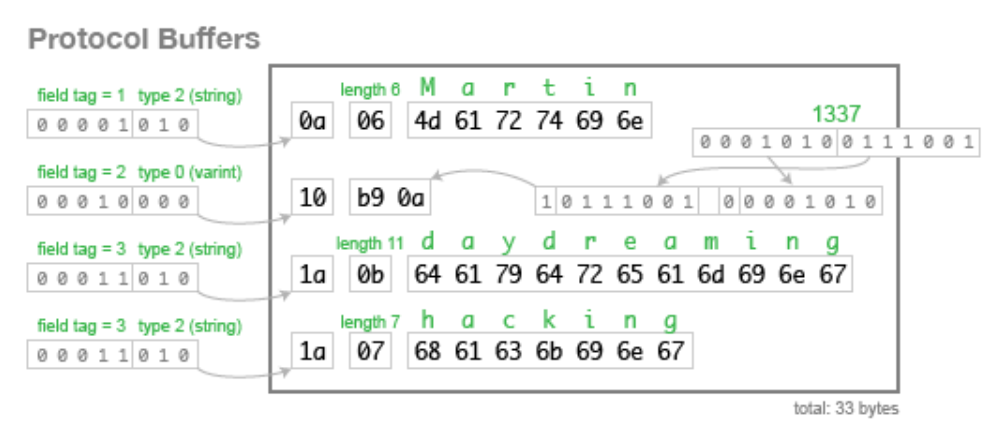 Protocol Buffers
field tag = 1 type 2 (string)
0 0 0 0 1 0 1 0
length 6 M a r t i n
0a 06 4d 61 72 74 69 6e
1337
0 0 0 1 0 1 0 0 1 1 1 0 0 1
field tag = 2 type 0 (varint)
0 0 0 1 0 0 0 0
10 b9 0a
1 0 1 1 1 0 0 1 0 0 0 0 1 0 1 0
field tag = 3 type 2 (string)
0 0 0 1 1 0 1 0
length 11 d a y d r e a m i n g
1a 0b 64 61 79 64 72 65 61 6d 69 6e 67
field tag = 3 type 2 (string)
0 0 0 1 1 0 1 0
length 7 h a c k i n g
1a 07 68 61 63 6b 69 6e 67
total: 33 bytes